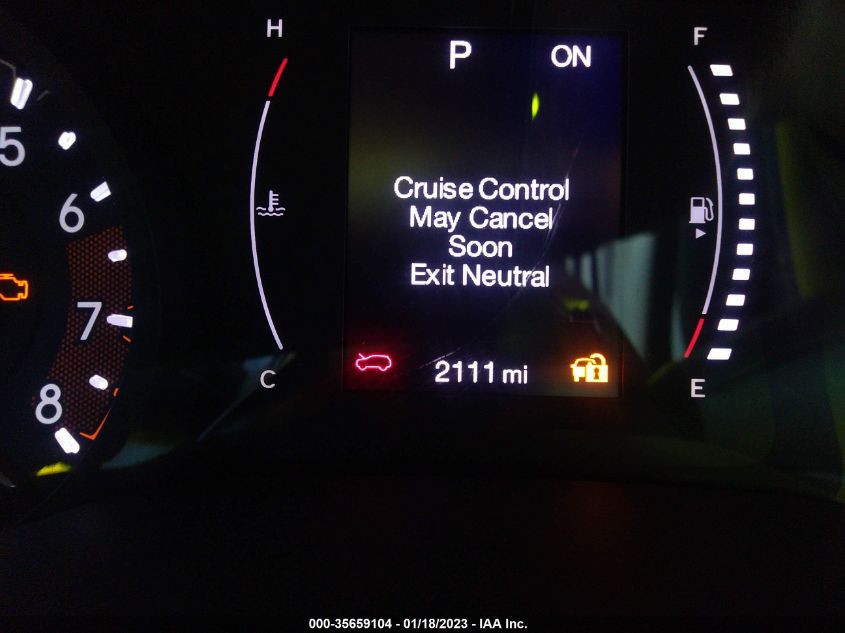 H
F
P ON
5
Cruise Control
6
May Cancel
Soon
Exit Neutral
7
2111 mi
C
E
8
000-35659104 - 01/18/2023 - IAA Inc.